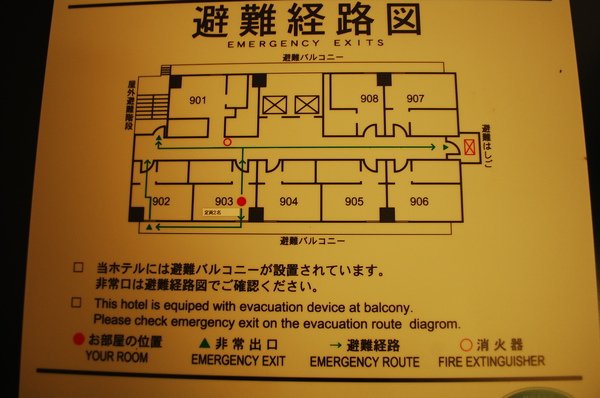 避難経路図
EMERGENCY EXITS
避難バルコニー
屋外避難階段
901
908
907
避難はしご
902
903
904
905
906
定員2名
避難バルコニー
□ 当ホテルには避難バルコニーが設置されています。
非常口は避難経路図でご確認ください。
□ This hotel is equiped with evacuation device at balcony.
Please check emergency exit on the evacuation route diagrom.
お部屋の位置 非常出口 避難経路 消火器
YOUR ROOM EMERGENCY EXIT EMERGENCY ROUTE FIRE EXTINGUISHER